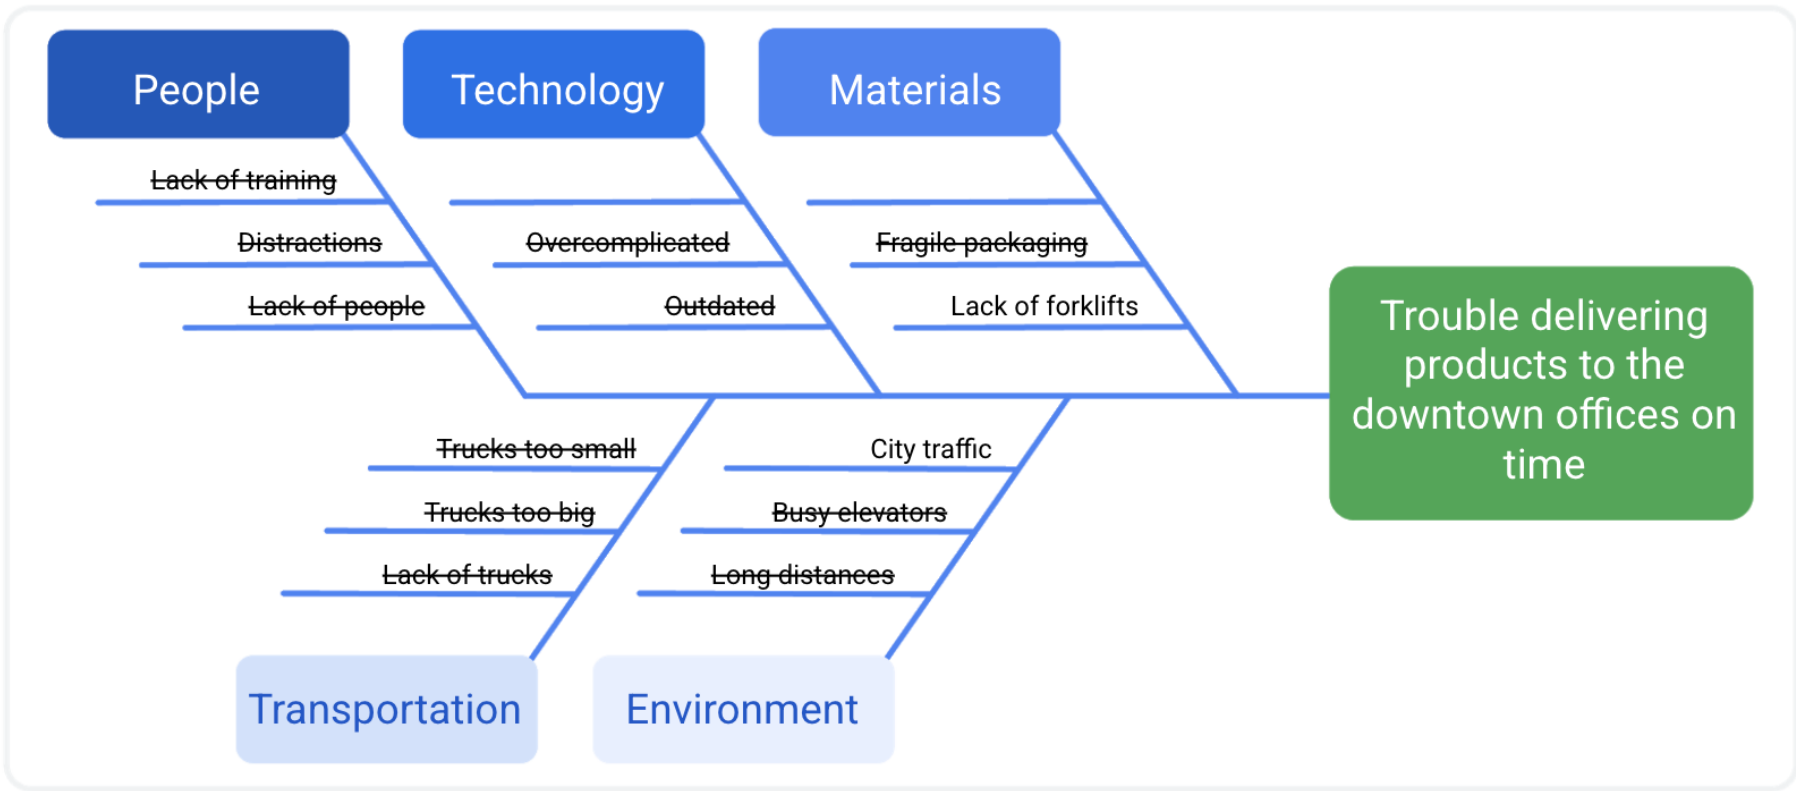 People
Technology
Materials
Lack of training
Distractions
Overcomplicated
Fragile packaging
Lack of people
Outdated
Lack of forklifts
Trouble delivering
products to the
downtown offices on
time
Trucks too small
City traffic
Trucks too big
Busy elevators
Lack of trucks
Long distances
Transportation
Environment